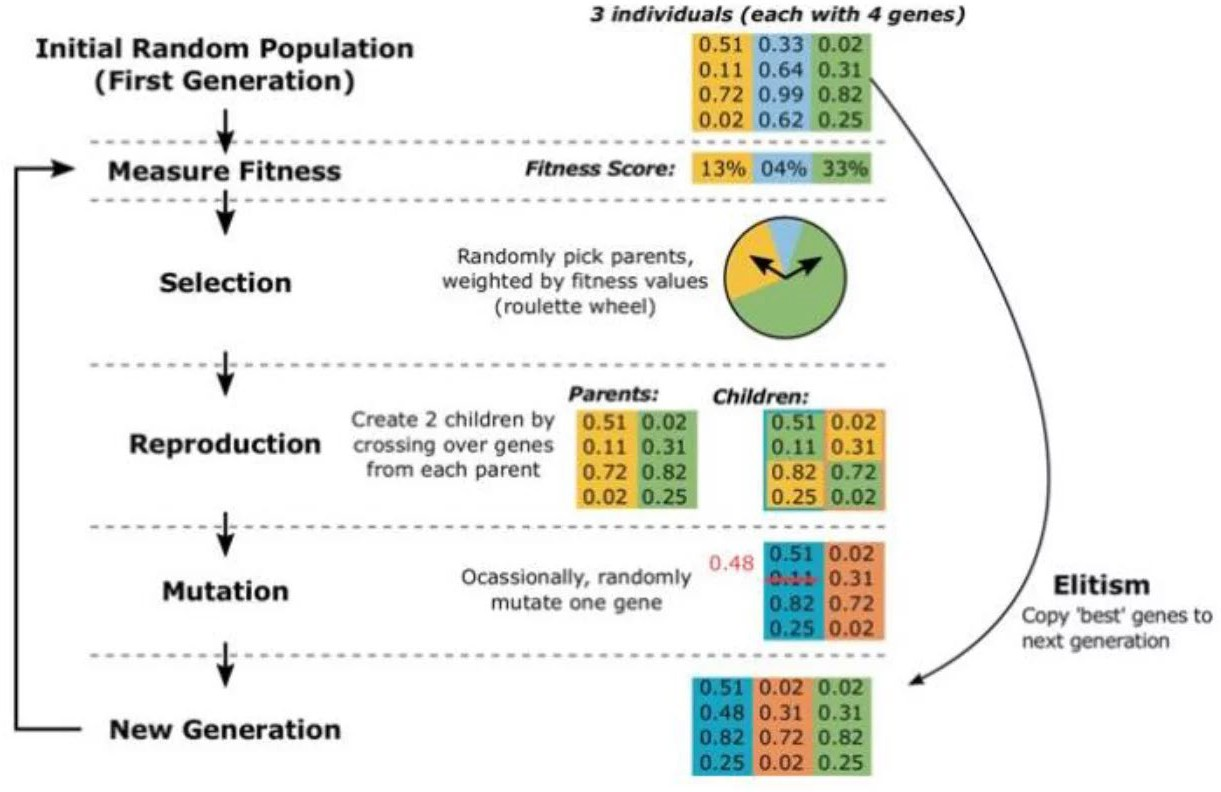 3 individuals (each with 4 genes)
Initial Random Population
(First Generation)
0.51 0.33 0.02
0.11 0.64 0.31
0.72 0.99 0.82
0.02 0.62 0.25
Measure Fitness
Fitness Score: 13% 04% 33%
Selection
Randomly pick parents,
weighted by fitness values
(roulette wheel)
Reproduction
Create 2 children by
crossing over genes
from each parent
Parents:
0.51 0.02
0.11 0.31
0.72 0.82
0.02 0.25
Children:
0.51 0.02
0.11 0.31
0.82 0.72
0.25 0.02
Mutation
Ocassionally, randomly
mutate one gene
0.48
0.51 0.02
0.11 0.31
0.82 0.72
0.25 0.02
Elitism
Copy 'best' genes to
next generation
New Generation
0.51 0.02 0.02
0.48 0.31 0.31
0.82 0.72 0.82
0.25 0.02 0.25